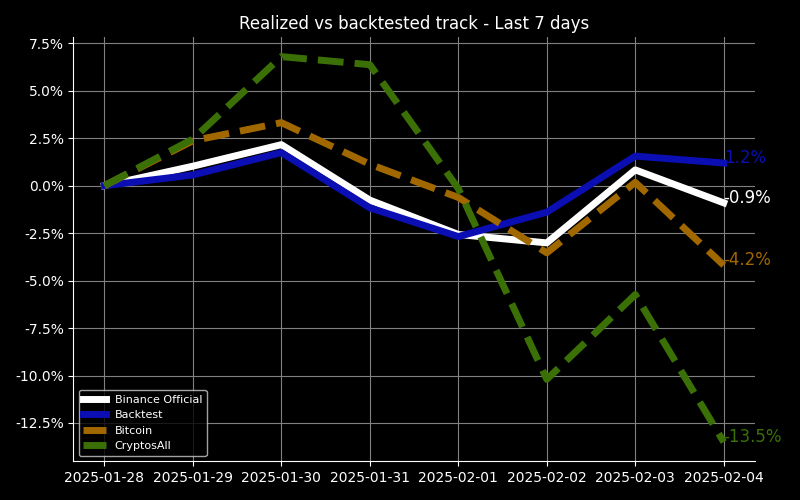 Realized vs backtested track - Last 7 days
7.5%
5.0%
2.5%
0.0%
-2.5%
-5.0%
-7.5%
-10.0%
-12.5%
1.2%
-0.9%
-4.2%
-13.5%
Binance Official
Backtest
Bitcoin
CryptosAll
2025-01-28 2025-01-29 2025-01-30 2025-01-31 2025-02-01 2025-02-02 2025-02-03 2025-02-04